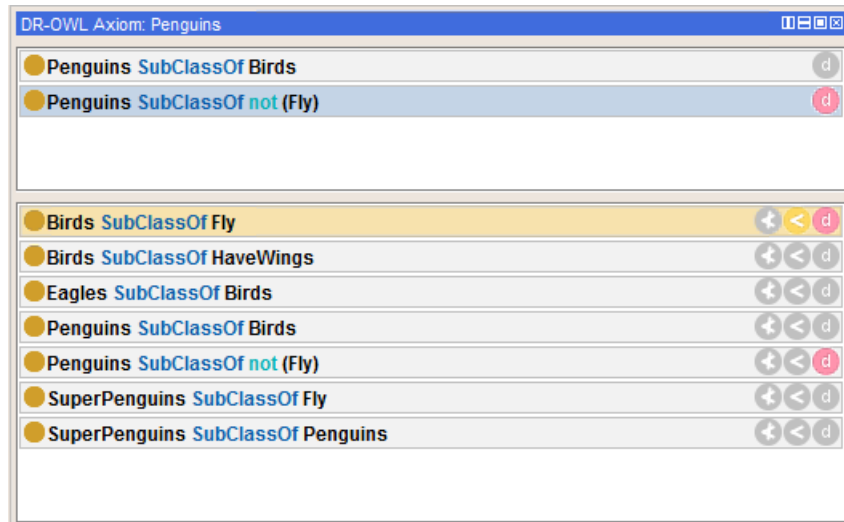 DR-OWL Axiom: Penguins
Penguins SubClassOf Birds d
Penguins SubClassOf not (Fly) d
Birds SubClassOf Fly < d
Birds SubClassOf HaveWings < d
Eagles SubClassOf Birds < d
Penguins SubClassOf Birds < d
Penguins SubClassOf not (Fly) < d
SuperPenguins SubClassOf Fly < d
SuperPenguins SubClassOf Penguins < d